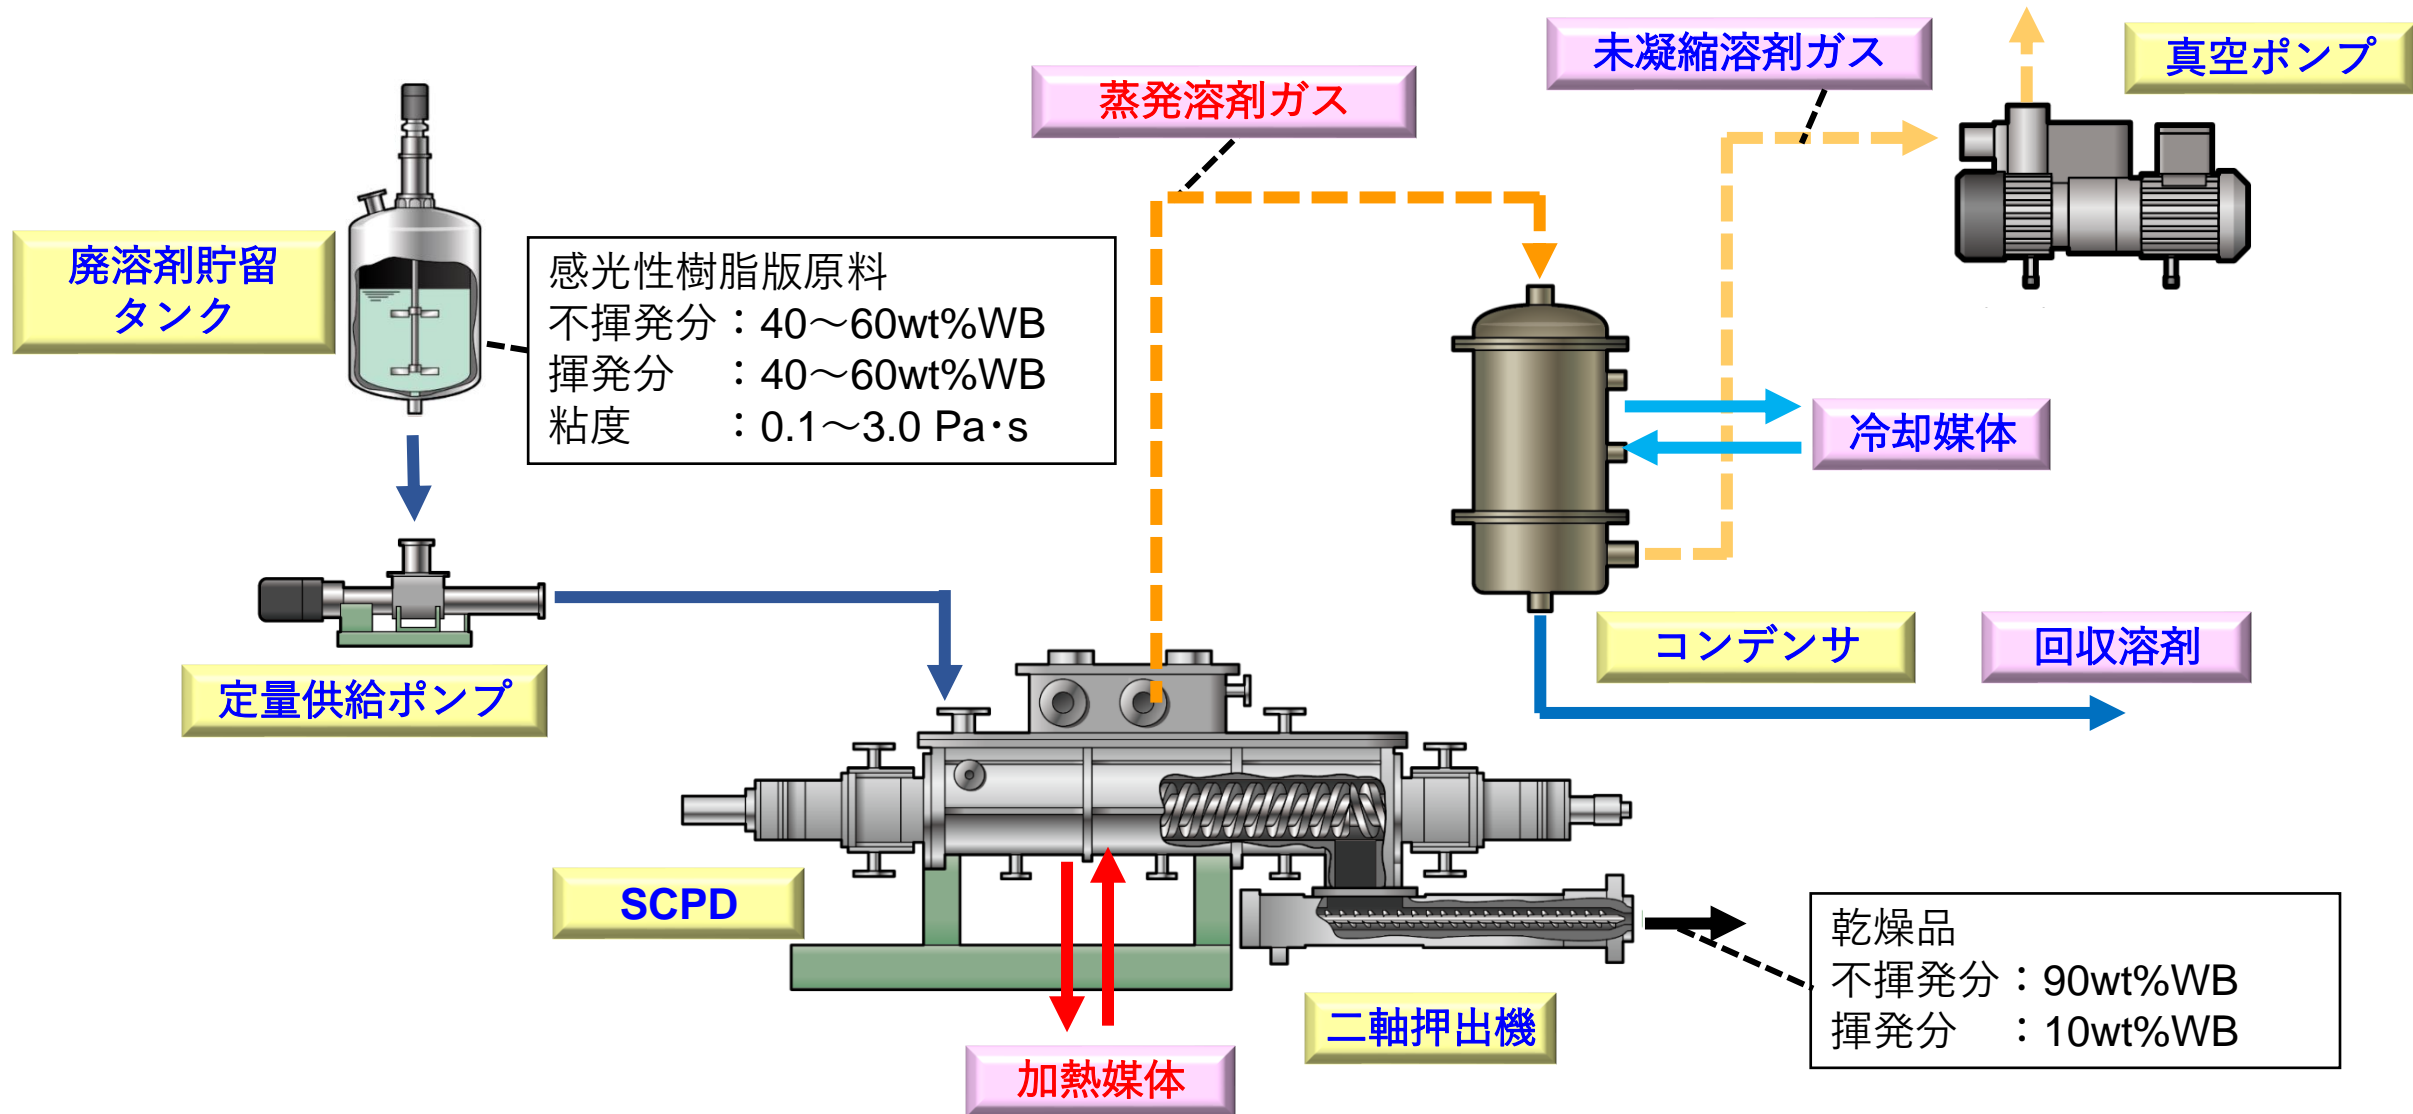 未凝縮溶剤ガス
真空ポンプ
蒸発溶剤ガス
廃溶剤貯留
タンク
感光性樹脂版原料
不揮発分：40～60wt%WB
揮発分　：40～60wt%WB
粘度　　：0.1～3.0 Pa・s
冷却媒体
コンデンサ
回収溶剤
定量供給ポンプ
SCPD
乾燥品
不揮発分：90wt%WB
揮発分　：10wt%WB
二軸押出機
加熱媒体